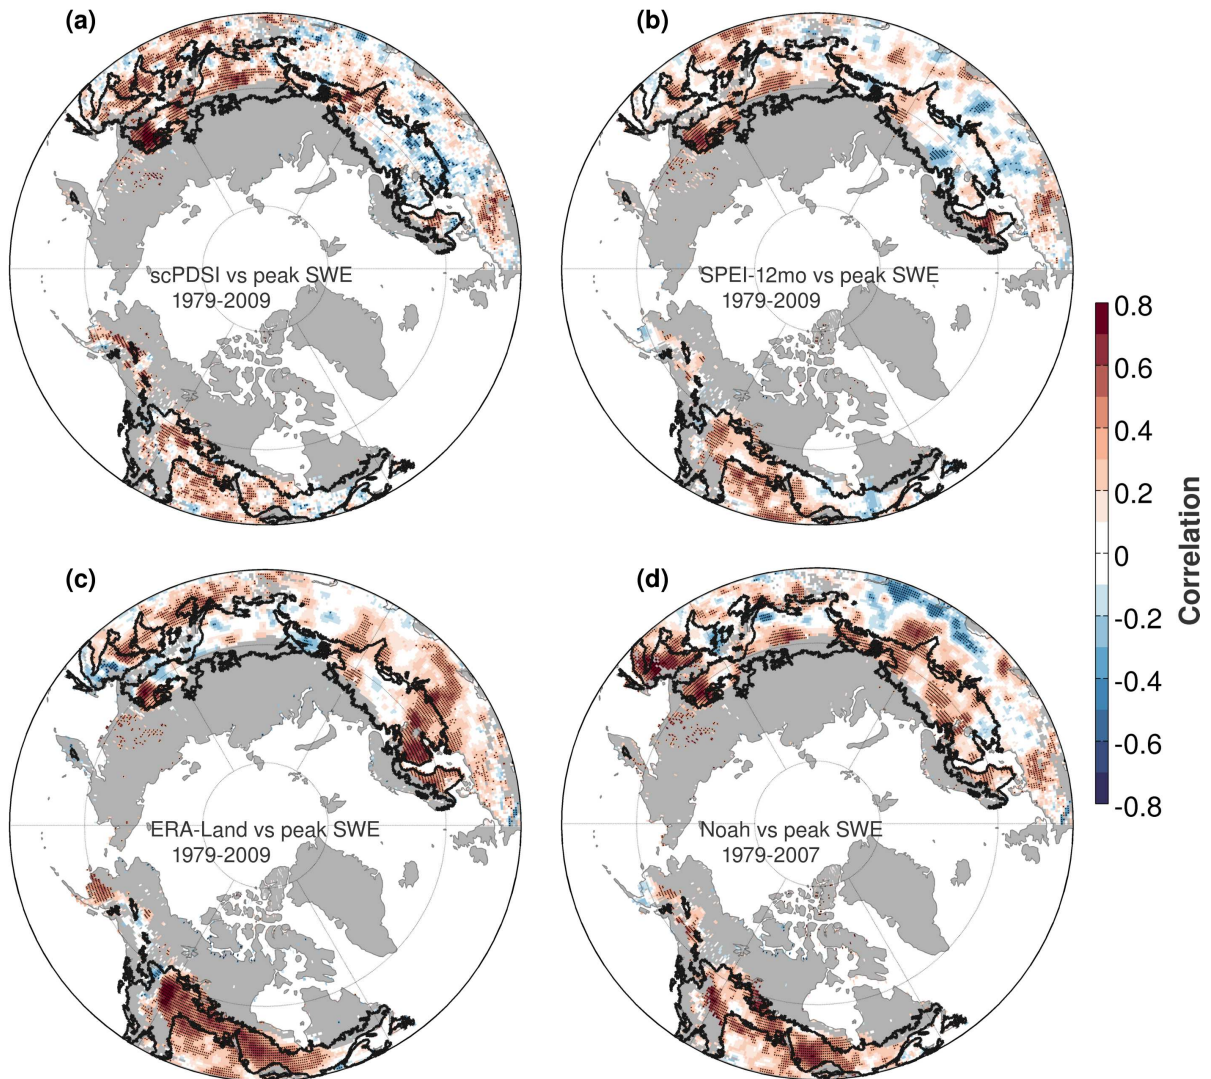 (a)
(b)
scPDSI vs peak SWE
1979-2009
SPEI-12mo vs peak SWE
1979-2009
0.8
0.6
0.4
0.2
0
-0.2
-0.4
-0.6
-0.8
Correlation
(c)
(d)
ERA-Land vs peak SWE
1979-2009
Noah vs peak SWE
1979-2007